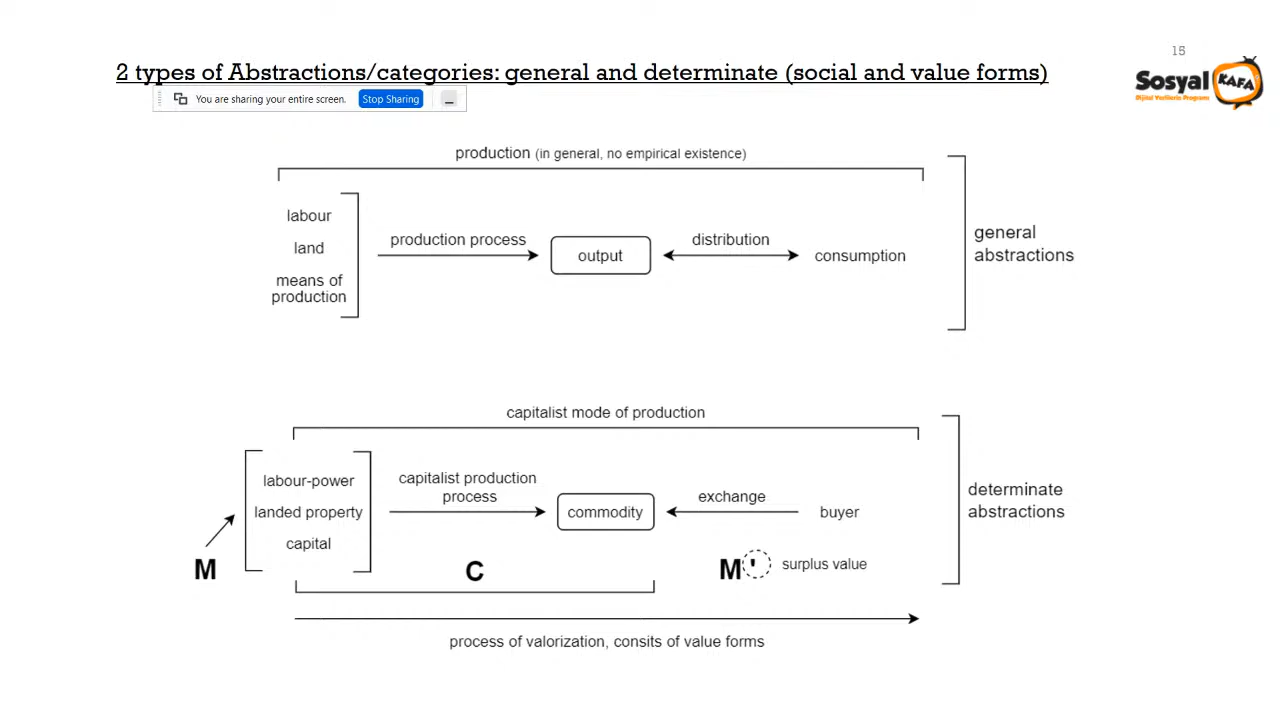 15
2 types of Abstractions/categories: general and determinate (social and value forms)
Sosyal KAFA
Dijital Yayıncılık Programı
You are sharing your entire screen. Stop Sharing
production (in general, no empirical existence)
labour
land
means of
production
production process
output
distribution
consumption
general
abstractions
capitalist mode of production
labour-power
landed property
capital
capitalist production
process
commodity
exchange
buyer
determinate
abstractions
M
C
M'
surplus value
process of valorization, consits of value forms